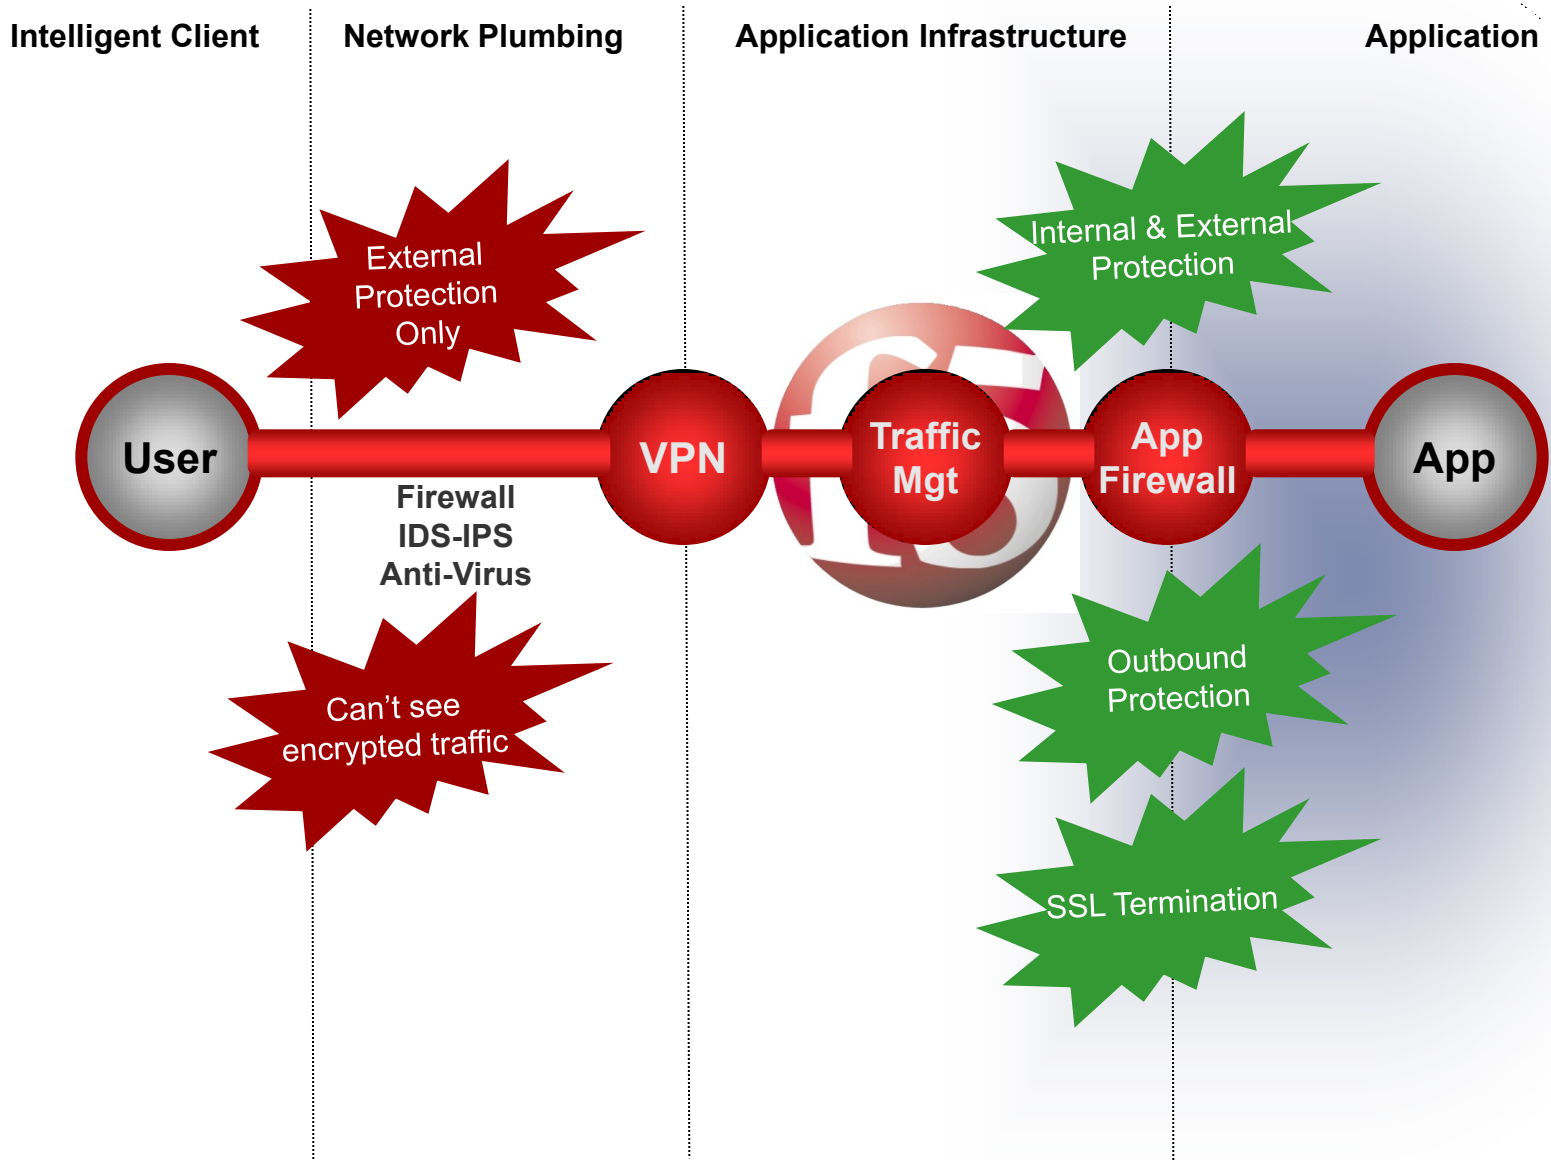 Intelligent Client
Network Plumbing
Application Infrastructure
Application
External
Protection
Only
Internal & External
Protection
User
VPN
f5
Traffic
Mgt
App
Firewall
App
Firewall
IDS-IPS
Anti-Virus
Can’t see
encrypted traffic
Outbound
Protection
SSL Termination